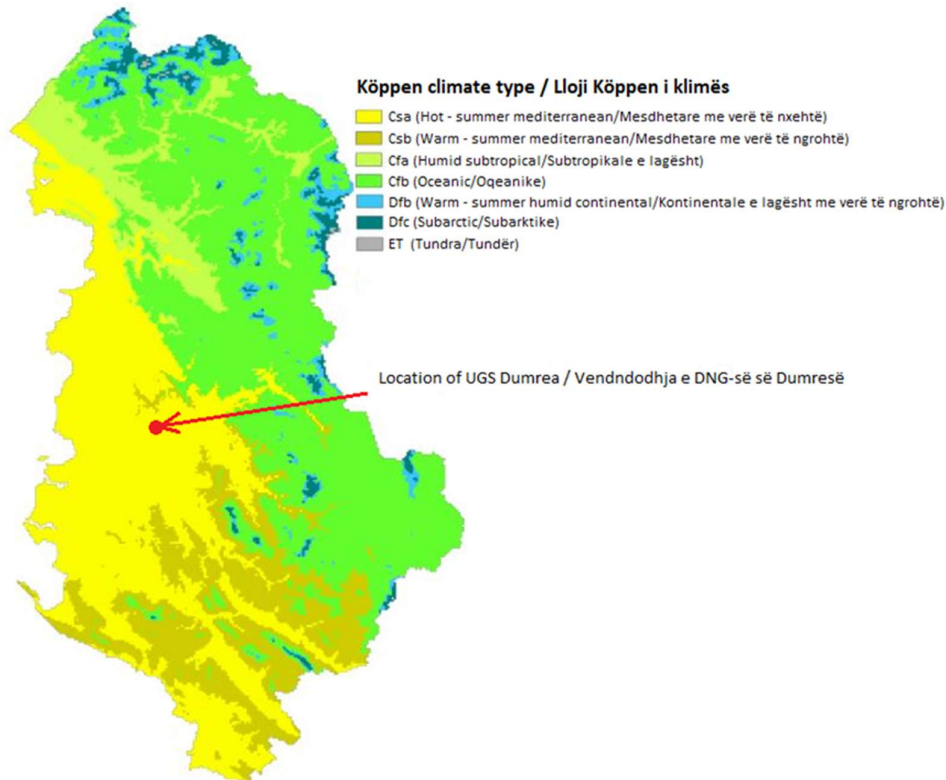 Köppen climate type / Lloji Köppen i klimës
Csa (Hot - summer mediterranean/Mesdhetare me verë të nxehtë)
Csb (Warm - summer mediterranean/Mesdhetare me verë të ngrohtë)
Cfa (Humid subtropical/Subtropikale e lagësht)
Cfb (Oceanic/Oqeanike)
Dfb (Warm - summer humid continental/Kontinentale e lagësht me verë të ngrohtë)
Dfc (Subarctic/Subarktike)
ET (Tundra/Tundër)
Location of UGS Dumrea / Vendndodhja e DNG-së së Dumresë